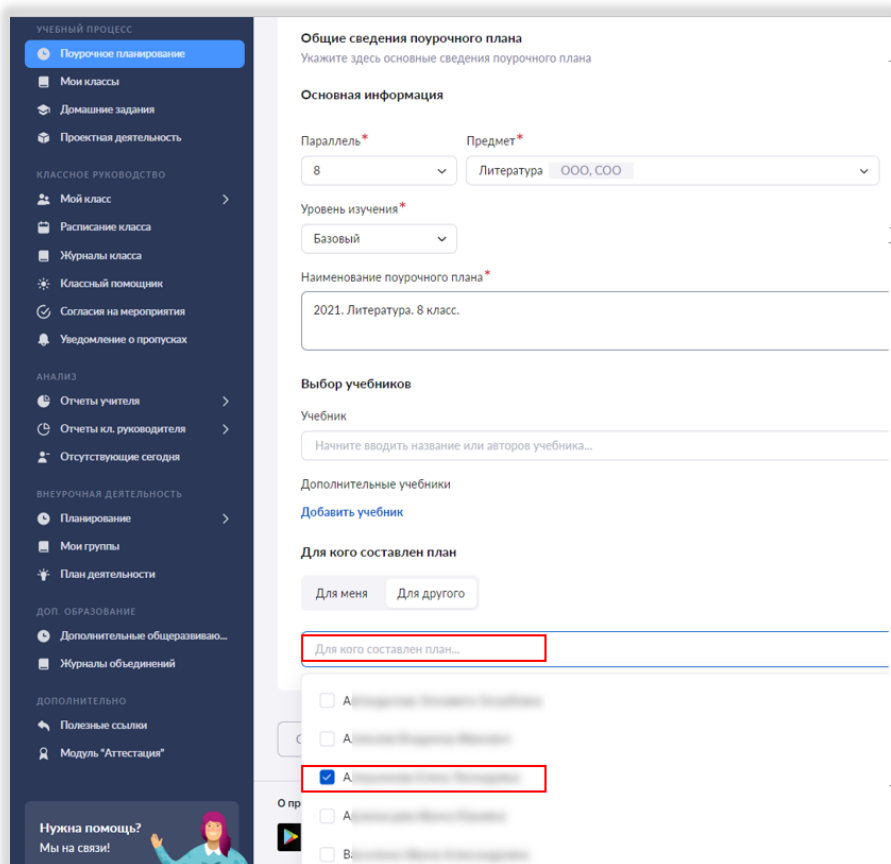 УЧЕБНЫЙ ПРОЦЕСС
Поурочное планирование
Мои классы
Домашние задания
Проектная деятельность
КЛАССНОЕ РУКОВОДСТВО
Мой класс
Расписание класса
Журналы класса
Классный помощник
Согласия на мероприятия
Уведомление о пропусках
АНАЛИЗ
Отчеты учителя
Отчеты кл. руководителя
Отсутствующие сегодня
ВНЕУРОЧНАЯ ДЕЯТЕЛЬНОСТЬ
Планирование
Мои группы
План деятельности
ДОП. ОБРАЗОВАНИЕ
Дополнительные общеразвиваю...
Журналы объединений
ДОПОЛНИТЕЛЬНО
Полезные ссылки
Модуль "Аттестация"
Нужна помощь?
Мы на связи!
Общие сведения поурочного плана
Укажите здесь основные сведения поурочного плана
Основная информация
Параллель* Предмет*
8 Литература ООО, СОО
Уровень изучения*
Базовый
Наименование поурочного плана*
2021. Литература. 8 класс.
Выбор учебников
Учебник
Начните вводить название или авторов учебника...
Дополнительные учебники
Добавить учебник
Для кого составлен план
Для меня Для другого
Для кого составлен план...
О пр